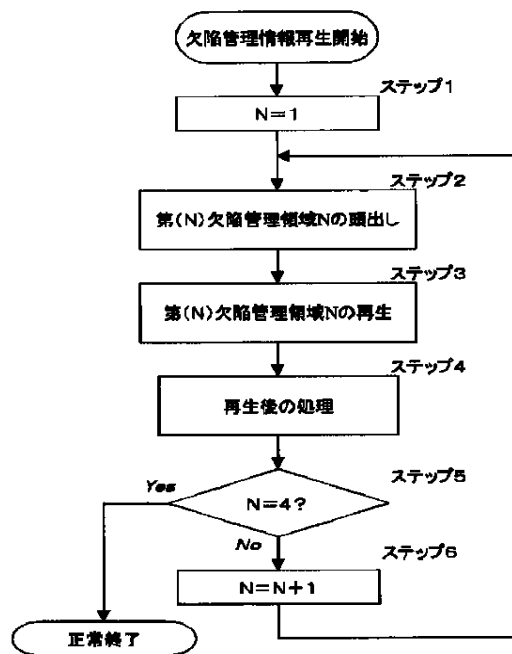 欠陥管理情報再生開始
ステップ1
N=1
ステップ2
第(N)欠陥管理領域Nの頭出し
ステップ3
第(N)欠陥管理領域Nの再生
ステップ4
再生後の処理
ステップ5
Yes
N=4?
No
ステップ6
N=N+1
正常終了